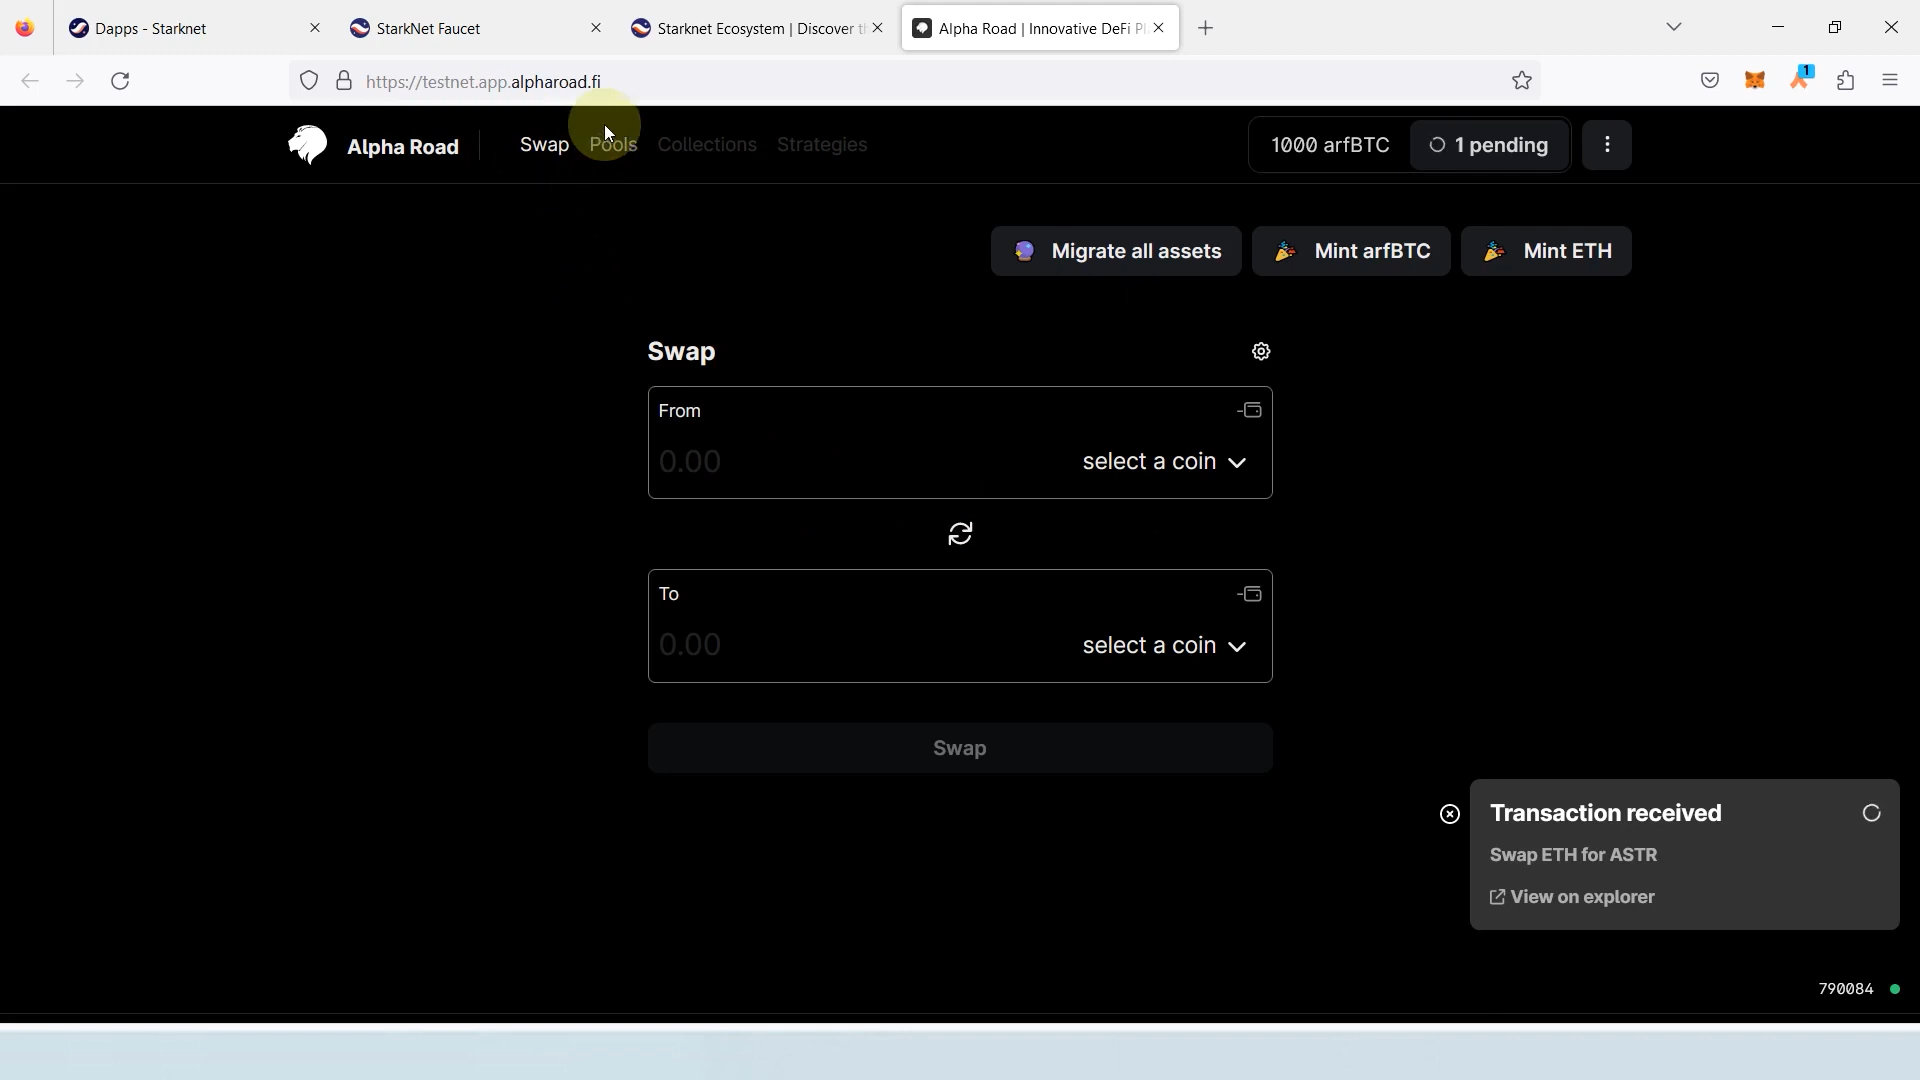 Dapps - Starknet
StarkNet Faucet
Starknet Ecosystem | Discover t
Alpha Road | Innovative DeFi P
https://testnet.app.alpharoad.fi
1
Alpha Road
Swap Pools Collections Strategies
1000 arfBTC
1 pending
Migrate all assets
Mint arfBTC
Mint ETH
Swap
From
0.00
select a coin
To
0.00
select a coin
Swap
Transaction received
Swap ETH for ASTR
View on explorer
790084